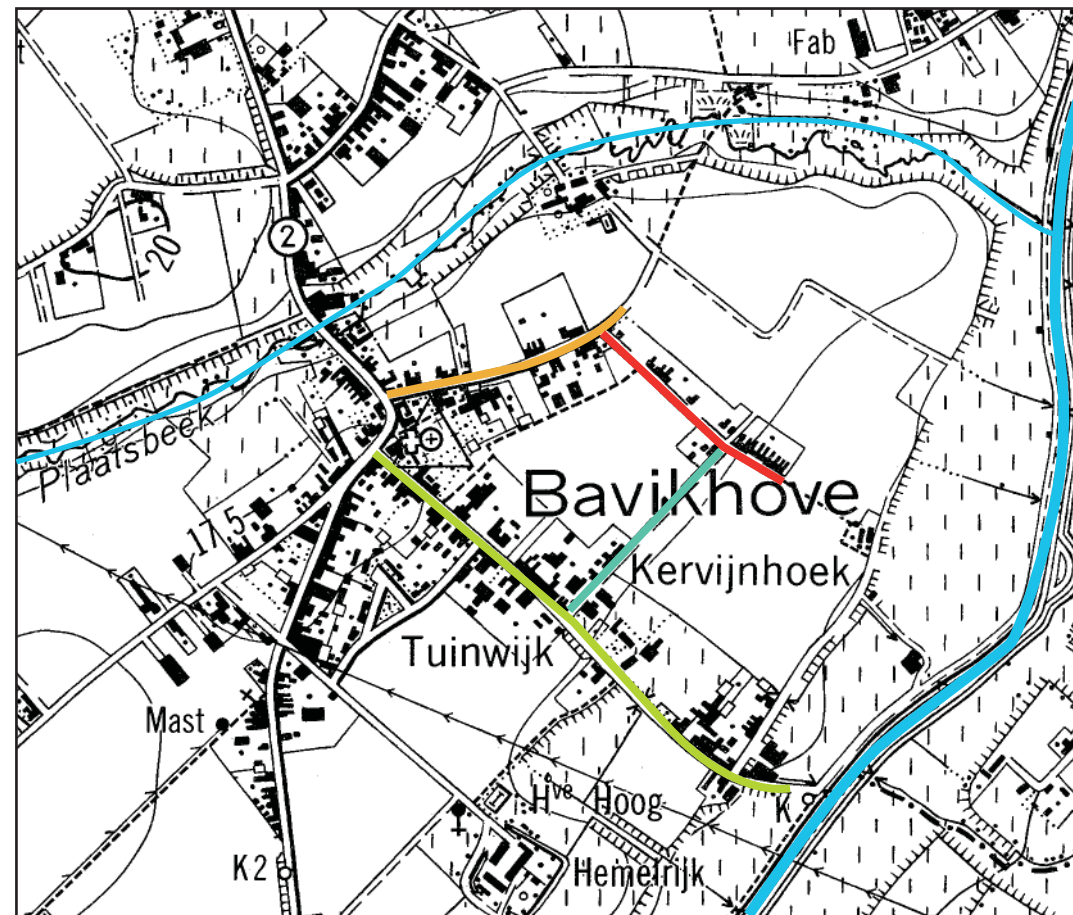 Fab
20
2
Plaatsbeek
17.5
Bavikhove
Kervijnhoek
Tuinwijk
Mast
Hve Hoog
K
K2
Hemelrijk